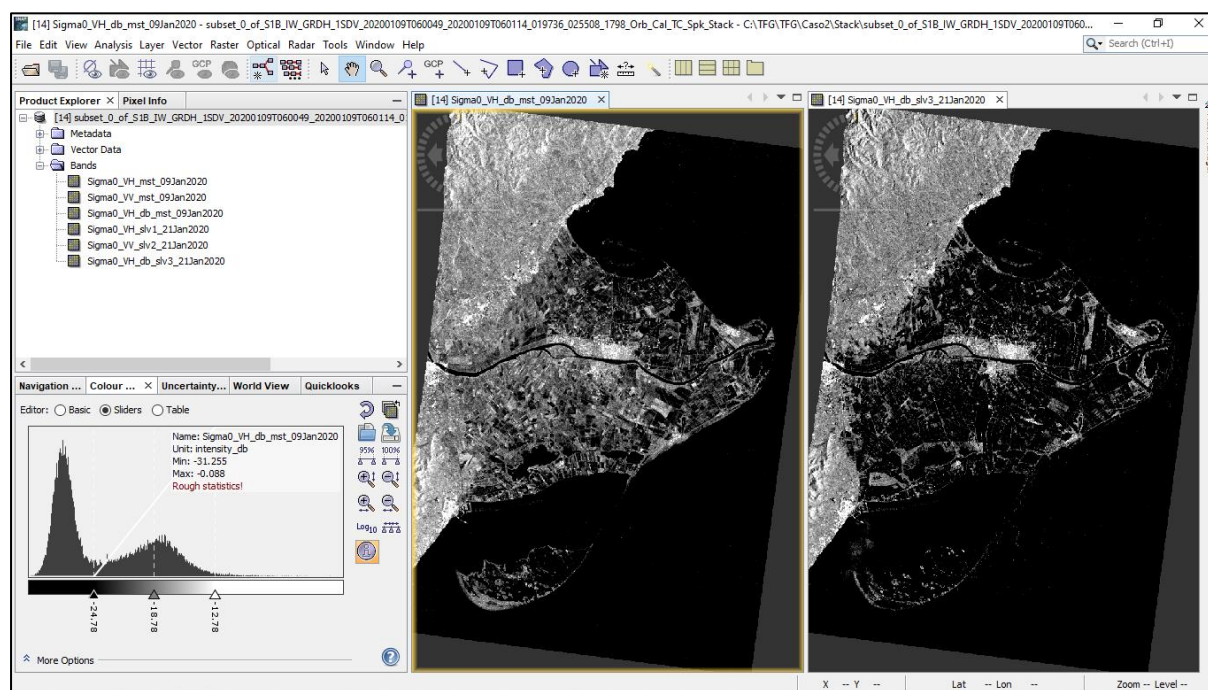 [14] Sigma0_VH_db_mst_09Jan2020 - subset_0_of_S1B_IW_GRDH_1SDV_20200109T060049_20200109T060114_019736_025508_1798_Orb_Cal_TC_Spk_Stack - C:\TFG\TFG\Caso2\Stack\subset_0_of_S1B_IW_GRDH_1SDV_20200109T060...
File Edit View Analysis Layer Vector Raster Optical Radar Tools Window Help
Search (Ctrl+I)
GCP GCP
Product Explorer Pixel Info
[14] subset_0_of_S1B_IW_GRDH_1SDV_20200109T060049_20200109T060114_0
Metadata
Vector Data
Bands
Sigma0_VH_mst_09Jan2020
Sigma0_VV_mst_09Jan2020
Sigma0_VH_db_mst_09Jan2020
Sigma0_VH_slv1_21Jan2020
Sigma0_VV_slv2_21Jan2020
Sigma0_VH_db_slv3_21Jan2020
[14] Sigma0_VH_db_mst_09Jan2020
[14] Sigma0_VH_db_slv3_21Jan2020
Navigation ... Colour ... Uncertainty... World View Quicklooks
Editor: Basic Sliders Table
Name: Sigma0_VH_db_mst_09Jan2020
Unit: intensity_db
Min: -31.255
Max: -0.088
Rough statistics!
95% 100%
Log10
-24.78
-18.78
-12.78
More Options
X -- Y -- Lat -- Lon -- Zoom -- Level --